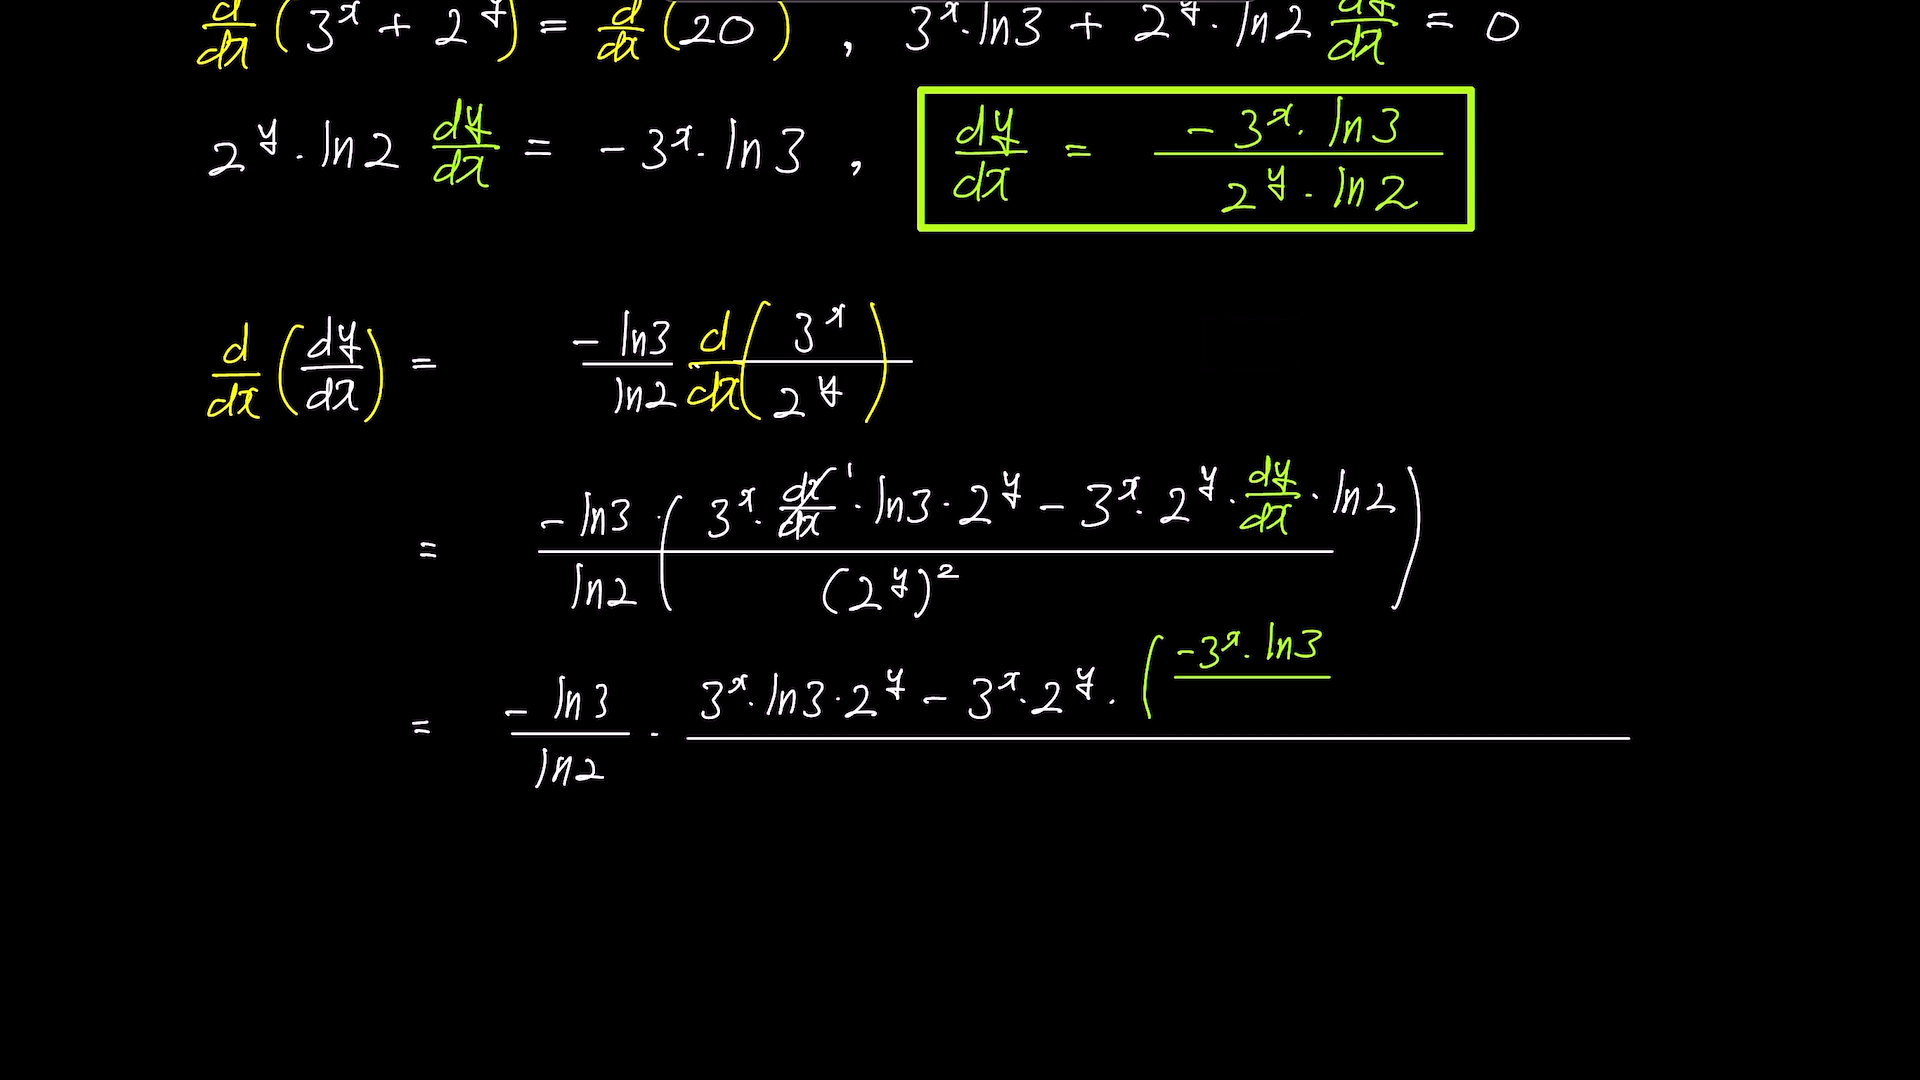 d/dx (3^x + 2^y) = d/dx (20) , 3^x · ln3 + 2^y · ln2 dy/dx = 0
2^y · ln2 dy/dx = -3^x · ln3 , dy/dx = (-3^x · ln3)/(2^y · ln2)
d/dx (dy/dx) = -ln3/ln2 d/dx (3^x/2^y)
= -ln3/ln2 · ((3^x · dx/dx 1 · ln3 · 2^y - 3^x · 2^y · dy/dx · ln2)/(2^y)^2)
= -ln3/ln2 · 3^x · ln3 · 2^y - 3^x · 2^y · (-3^x · ln3